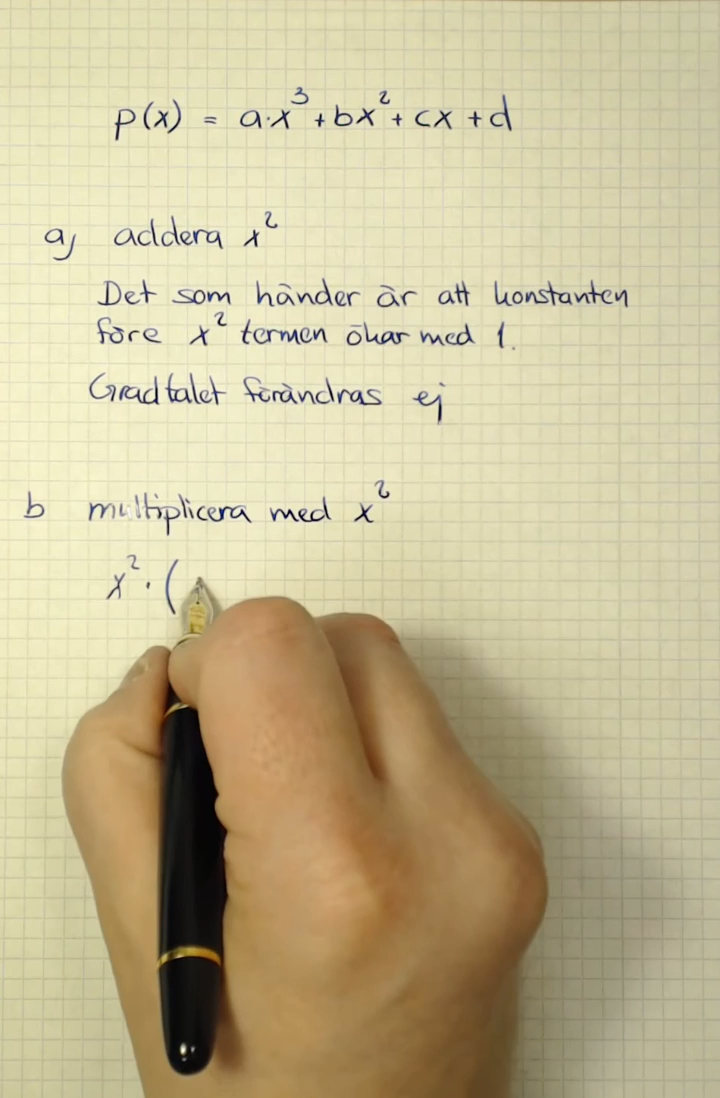 p(x) = a·x³ + bx² + cx + d
a) addera x²
Det som händer är att konstanten
före x² termen ökar med 1.
Gradtalet förändras ej
b multiplicera med x²
x² · (